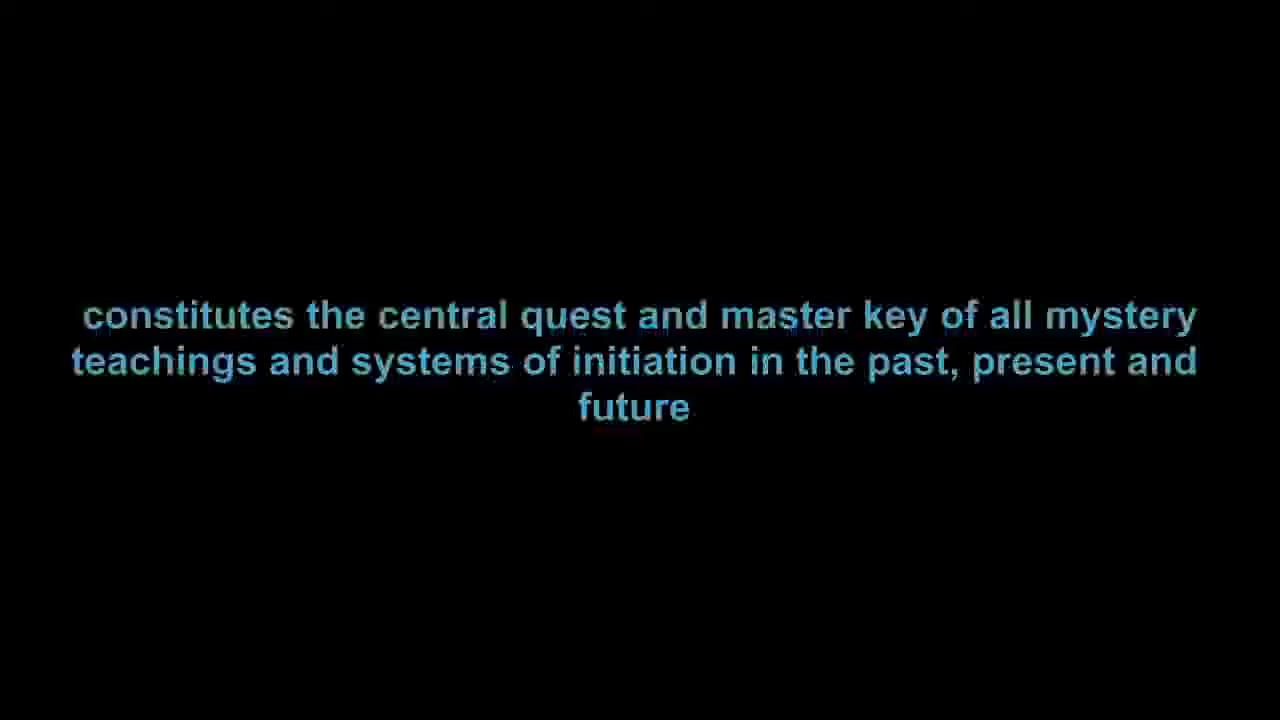 constitutes the central quest and master key of all mystery
teachings and systems of initiation in the past, present and
future